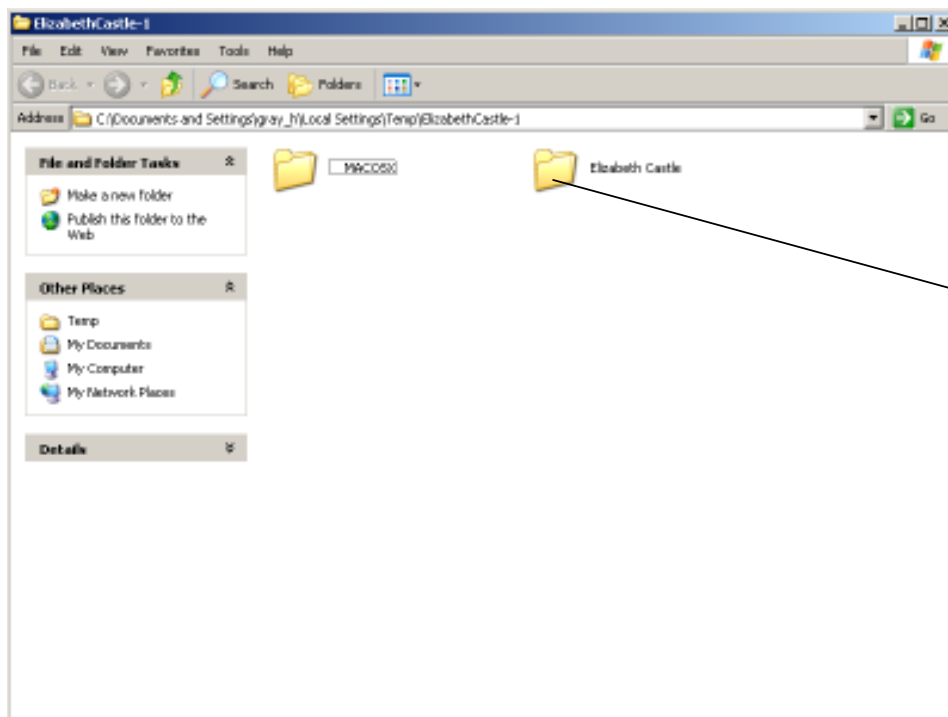 ElizabethCastle-1
File Edit View Favorites Tools Help
Back Search Folders
Address C:\Documents and Settings\gray_h\Local Settings\Temp\ElizabethCastle-1 Go
File and Folder Tasks
Make a new folder
Publish this folder to the
Web
Other Places
Temp
My Documents
My Computer
My Network Places
Details
__MACOSX
Elizabeth Castle